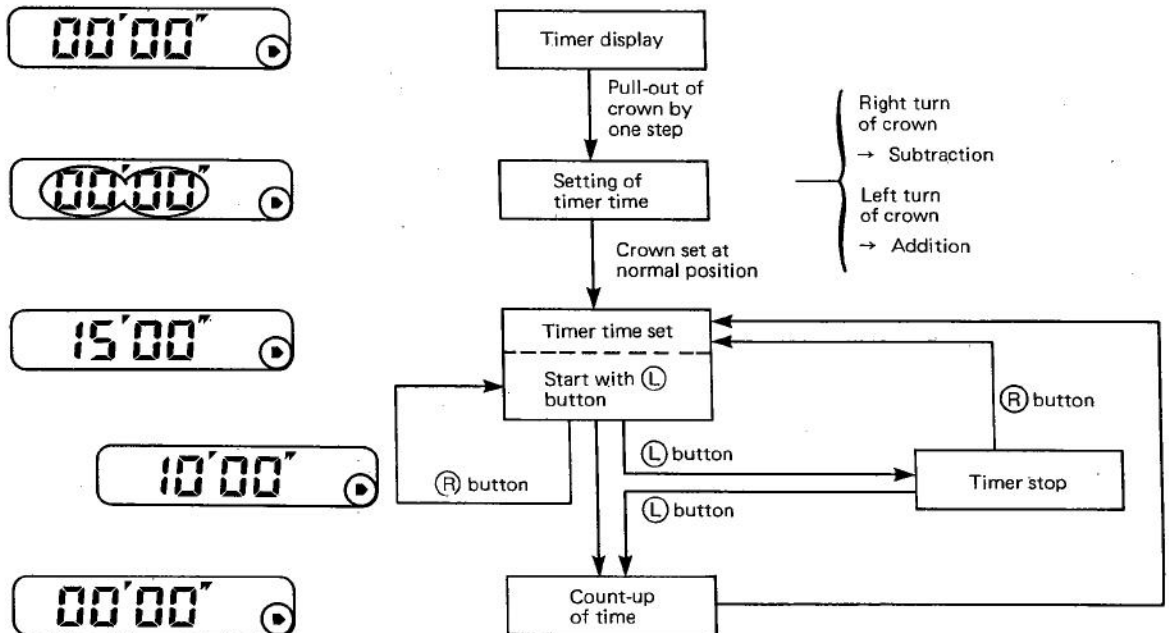 00'00"
Timer display
Pull-out of
crown by
one step
Right turn
of crown
→ Subtraction
Left turn
of crown
→ Addition
00'00"
Setting of
timer time
Crown set at
normal position
15'00"
Timer time set
Start with Ⓛ
button
Ⓡ button
10'00"
Ⓡ button
Ⓛ button
Timer stop
Ⓛ button
00'00"
Count-up
of time